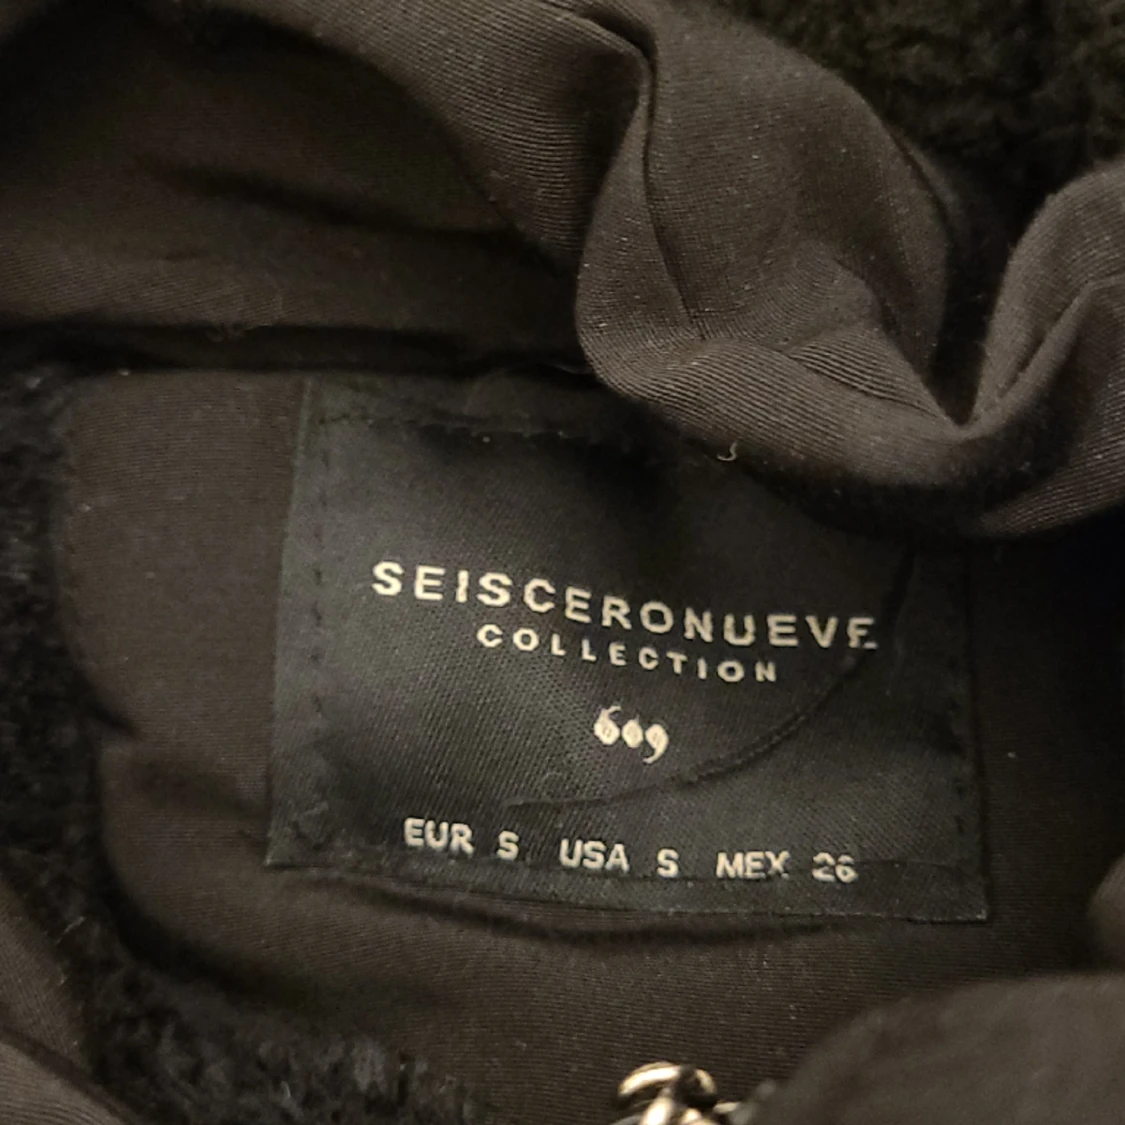 SEISCERONUEVE
COLLECTION
609
EUR S USA S MEX 26